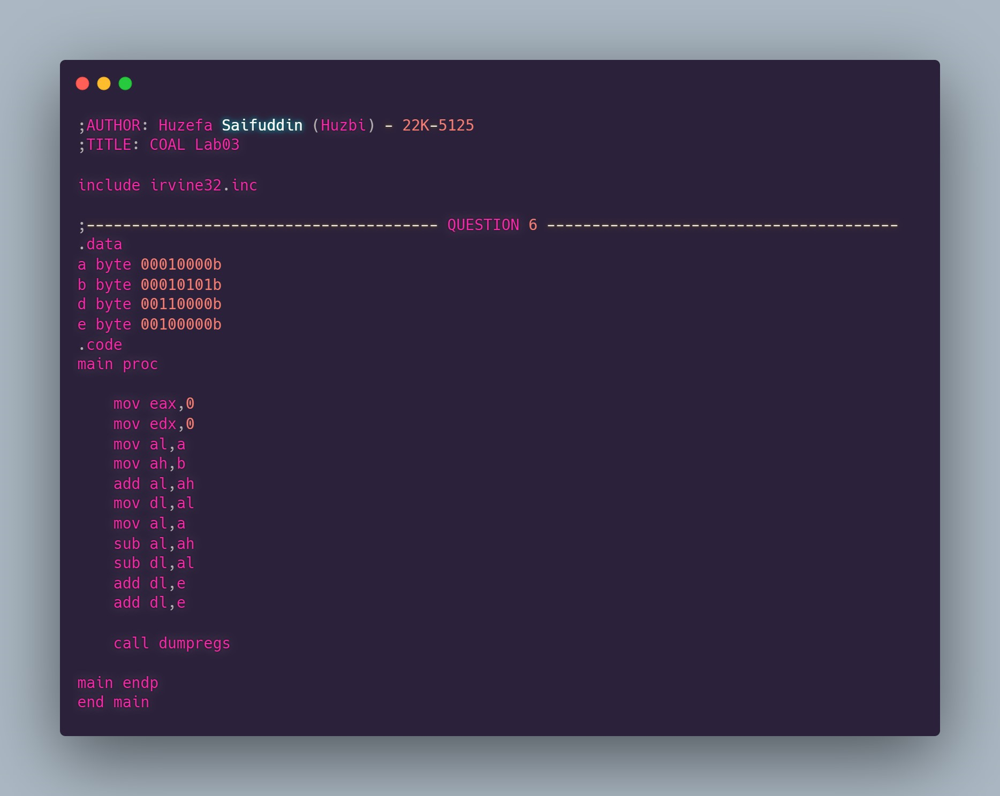 ;AUTHOR: Huzefa Saifuddin (Huzbi) - 22K-5125
;TITLE: COAL Lab03
include irvine32.inc
;--------------------------------------- QUESTION 6 ---------------------------------------
.data
a byte 00010000b
b byte 00010101b
d byte 00110000b
e byte 00100000b
.code
main proc
mov eax,0
mov edx,0
mov al,a
mov ah,b
add al,ah
mov dl,al
mov al,a
sub al,ah
sub dl,al
add dl,e
add dl,e
call dumpregs
main endp
end main